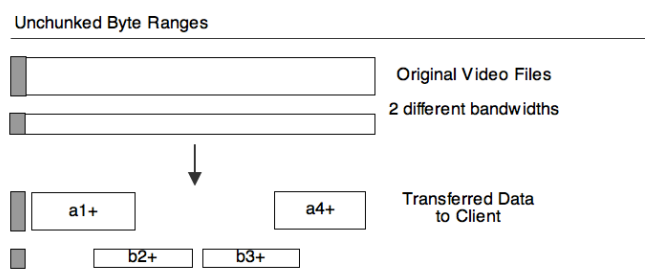 Unchunked Byte Ranges
Original Video Files
2 different bandwidths
a1+
a4+
Transferred Data
to Client
b2+
b3+